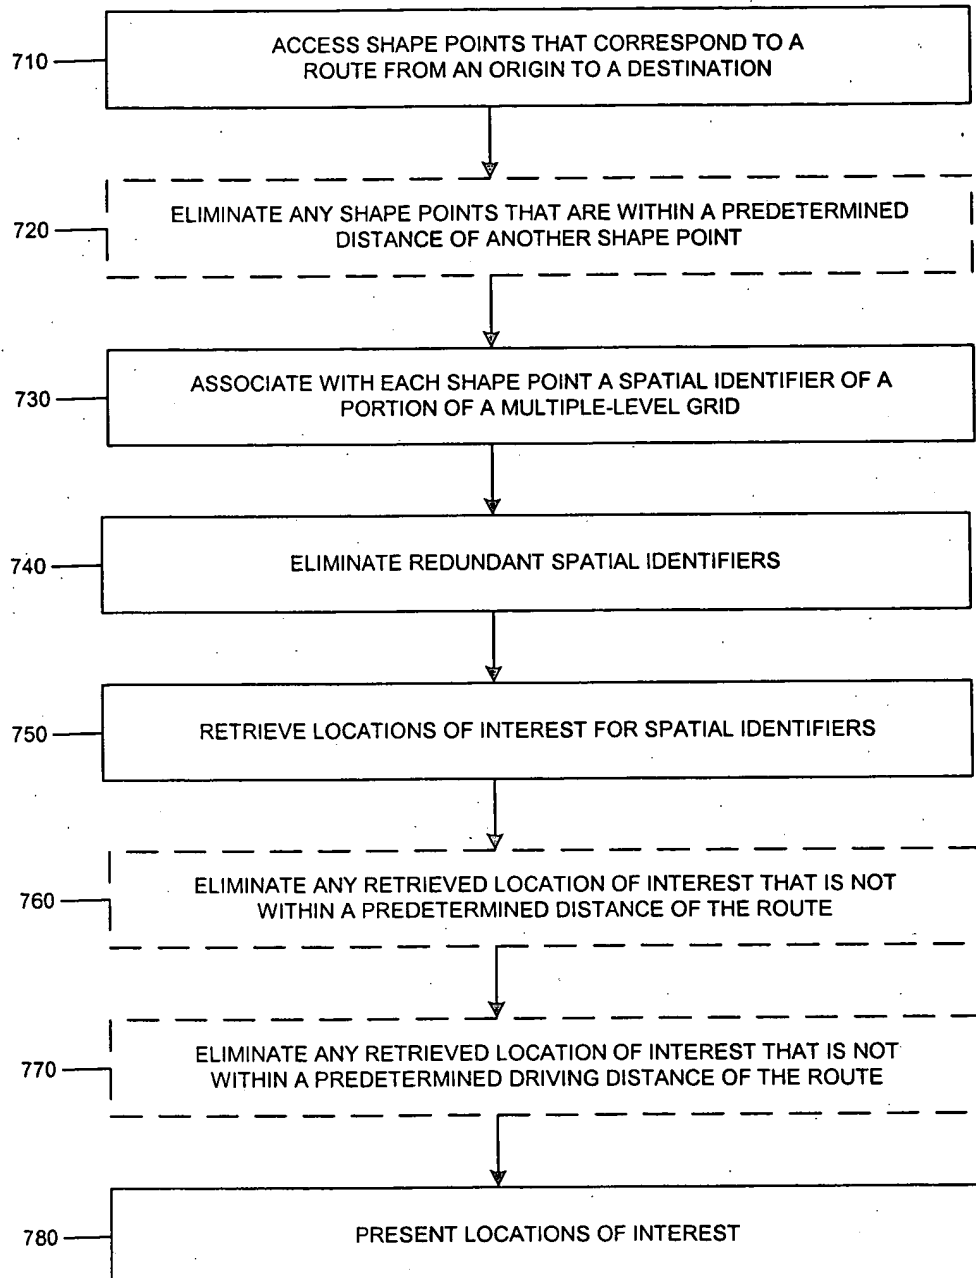 710
ACCESS SHAPE POINTS THAT CORRESPOND TO A
ROUTE FROM AN ORIGIN TO A DESTINATION
720
ELIMINATE ANY SHAPE POINTS THAT ARE WITHIN A PREDETERMINED
DISTANCE OF ANOTHER SHAPE POINT
730
ASSOCIATE WITH EACH SHAPE POINT A SPATIAL IDENTIFIER OF A
PORTION OF A MULTIPLE-LEVEL GRID
740
ELIMINATE REDUNDANT SPATIAL IDENTIFIERS
750
RETRIEVE LOCATIONS OF INTEREST FOR SPATIAL IDENTIFIERS
760
ELIMINATE ANY RETRIEVED LOCATION OF INTEREST THAT IS NOT
WITHIN A PREDETERMINED DISTANCE OF THE ROUTE
770
ELIMINATE ANY RETRIEVED LOCATION OF INTEREST THAT IS NOT
WITHIN A PREDETERMINED DRIVING DISTANCE OF THE ROUTE
780
PRESENT LOCATIONS OF INTEREST